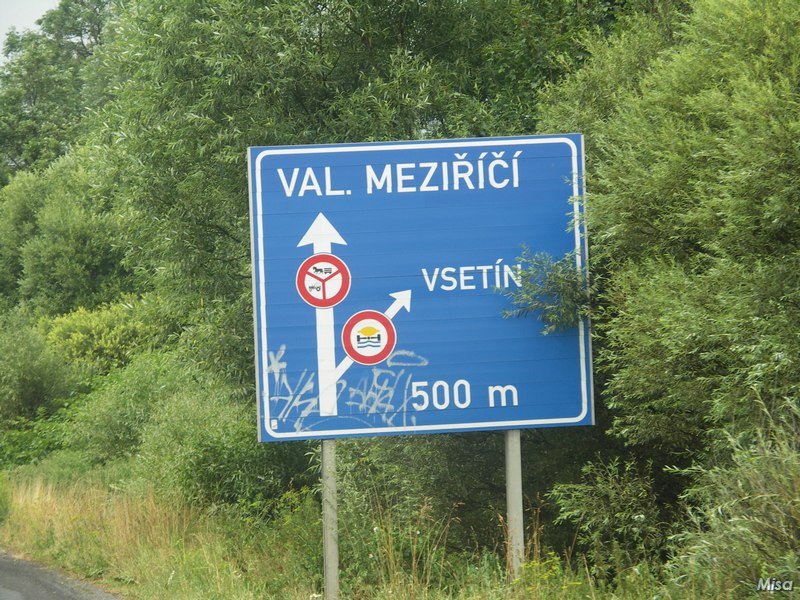 VAL. MEZIŘÍČÍ
VSETÍN
500 m
Misa